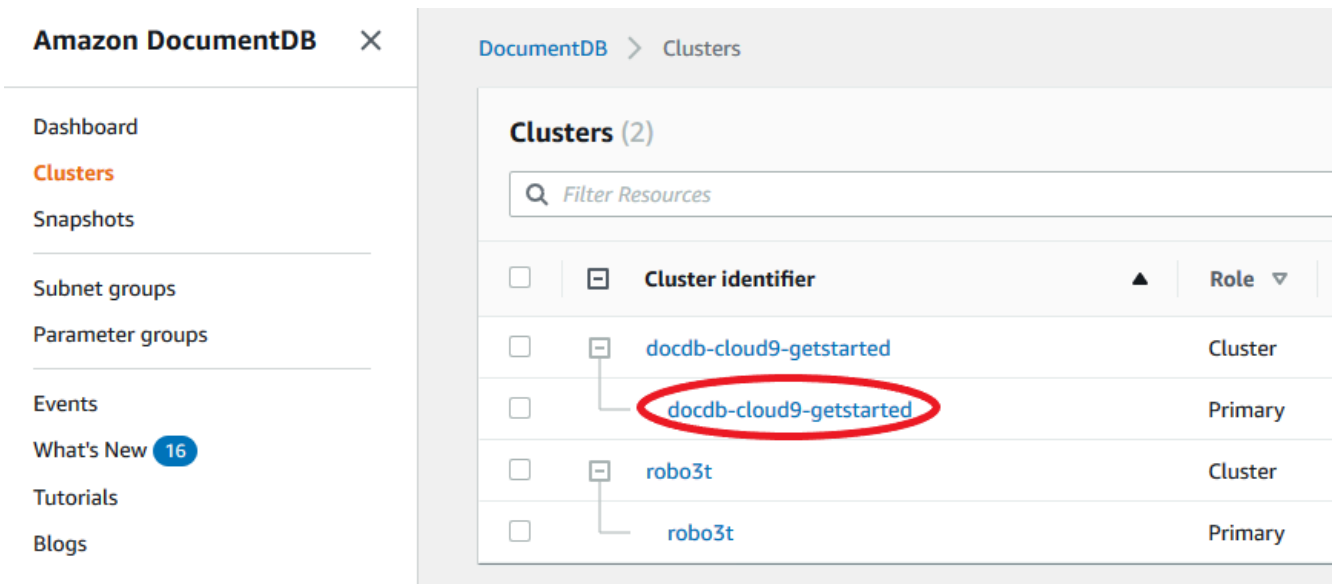 Amazon DocumentDB
Dashboard
Clusters
Snapshots
Subnet groups
Parameter groups
Events
What's New 16
Tutorials
Blogs
DocumentDB > Clusters
Clusters (2)
Filter Resources
Cluster identifier Role
docdb-cloud9-getstarted Cluster
docdb-cloud9-getstarted Primary
robo3t Cluster
robo3t Primary